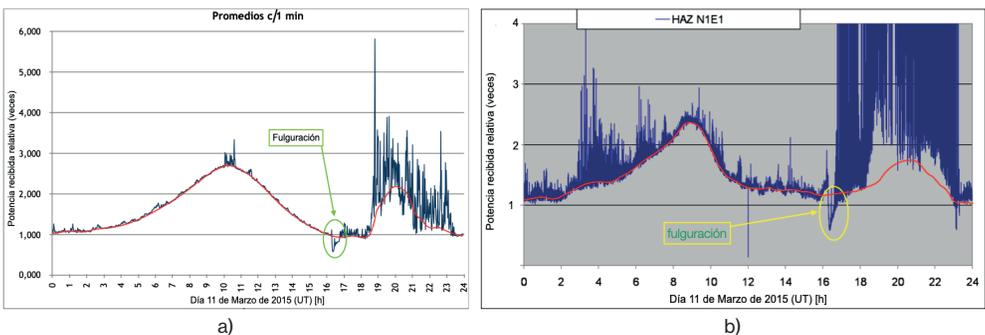 Promedios c/1 min
Potencia recibida relativa (veces)
6,000
5,000
4,000
3,000
2,000
1,000
0,000
Fulguración
0 1 2 3 4 5 6 7 8 9 10 11 12 13 14 15 16 17 18 19 20 21 22 23 24
Día 11 de Marzo de 2015 (UT) [h]
a)
HAZ N1E1
Potencia recibida relativa (veces)
4
3
2
1
fulguración
0 2 4 6 8 10 12 14 16 18 20 22 24
Día 11 de Marzo de 2015 (UT) [h]
b)